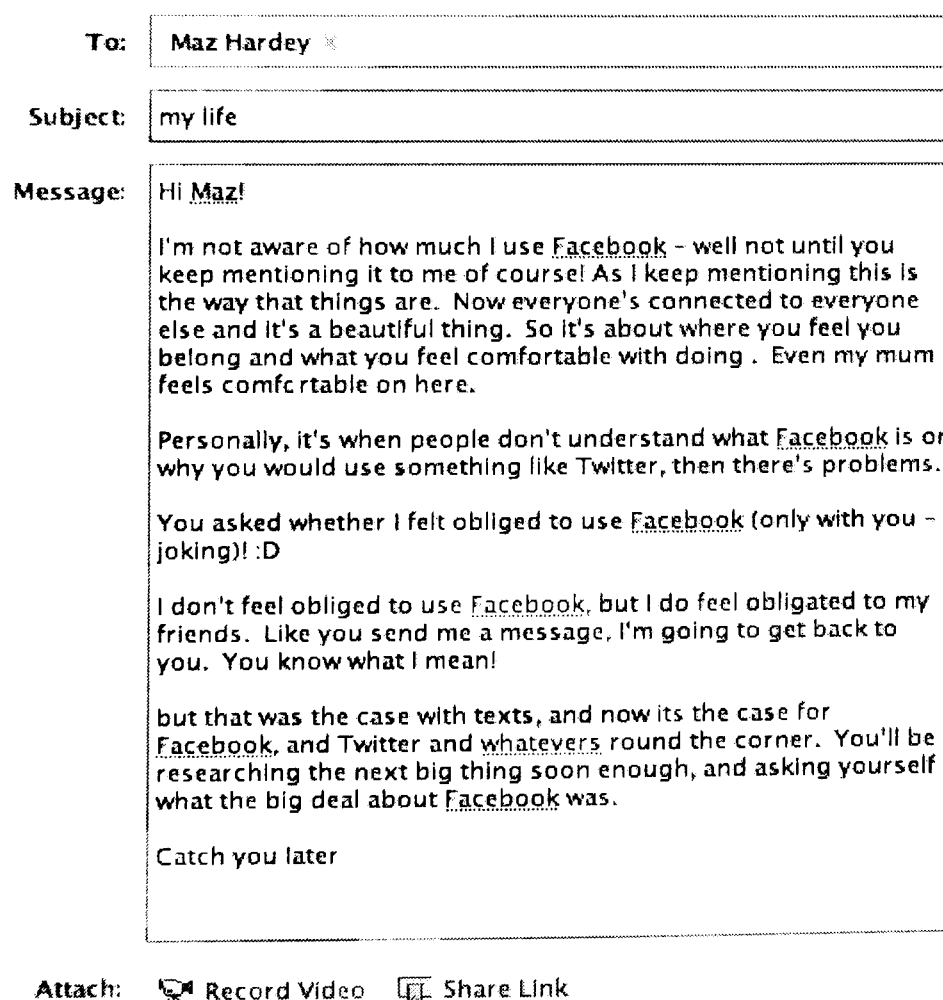 To: Maz Hardey ×
Subject: my life
Message: Hi Maz!
I'm not aware of how much I use Facebook - well not until you
keep mentioning it to me of course! As I keep mentioning this is
the way that things are. Now everyone's connected to everyone
else and it's a beautiful thing. So it's about where you feel you
belong and what you feel comfortable with doing . Even my mum
feels comfortable on here.
Personally, it's when people don't understand what Facebook is or
why you would use something like Twitter, then there's problems.
You asked whether I felt obliged to use Facebook (only with you -
joking)! :D
I don't feel obliged to use Facebook, but I do feel obligated to my
friends. Like you send me a message, I'm going to get back to
you. You know what I mean!
but that was the case with texts, and now its the case for
Facebook, and Twitter and whatevers round the corner. You'll be
researching the next big thing soon enough, and asking yourself
what the big deal about Facebook was.
Catch you later
Attach: Record Video Share Link